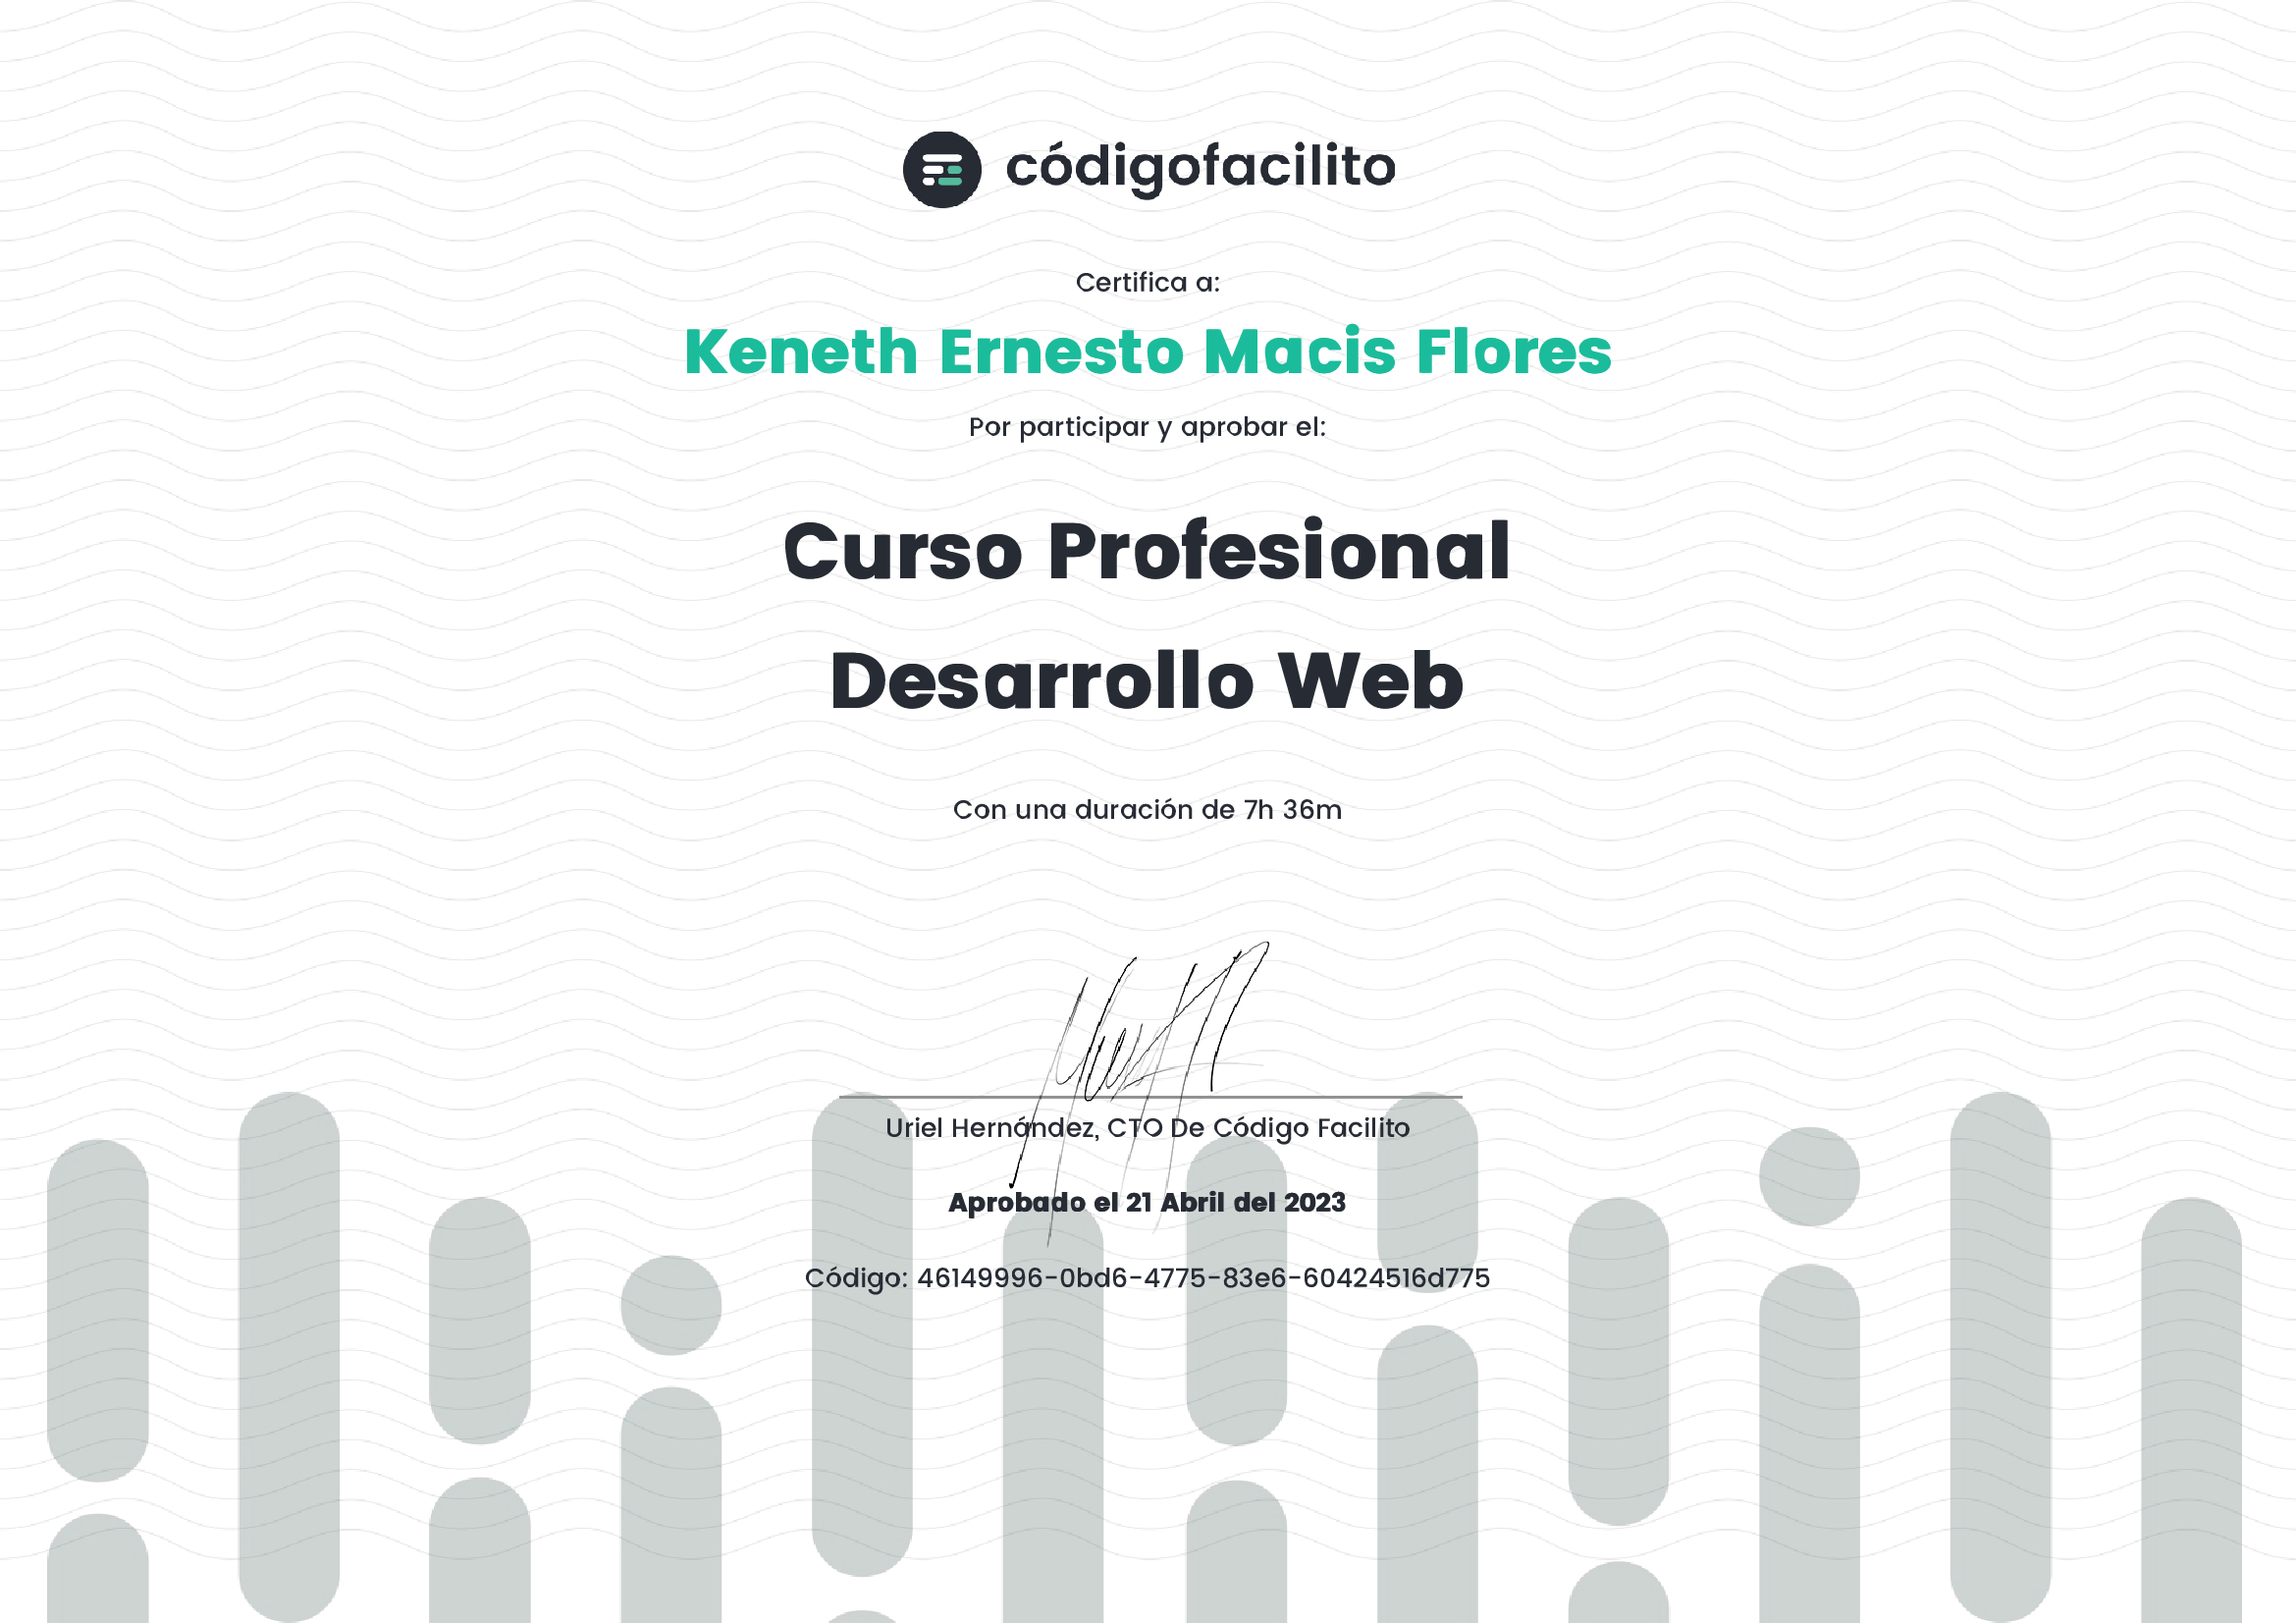 códigofacilito
Certifica a:
Keneth Ernesto Macis Flores
Por participar y aprobar el:
Curso Profesional
Desarrollo Web
Con una duración de 7h 36m
Uriel Hernández, CTO De Código Facilito
Aprobado el 21 Abril del 2023
Código: 46149996-0bd6-4775-83e6-60424516d775